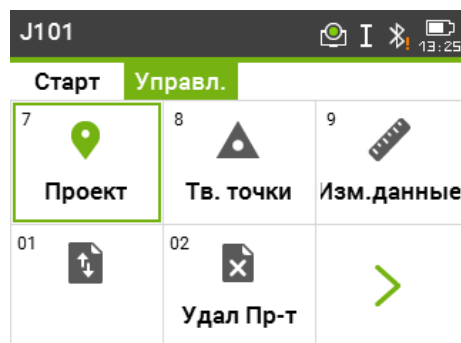 J101
13:25
Старт Управл.
7 8 9
Проект Тв. точки Изм.данные
01 02
Удал Пр-т